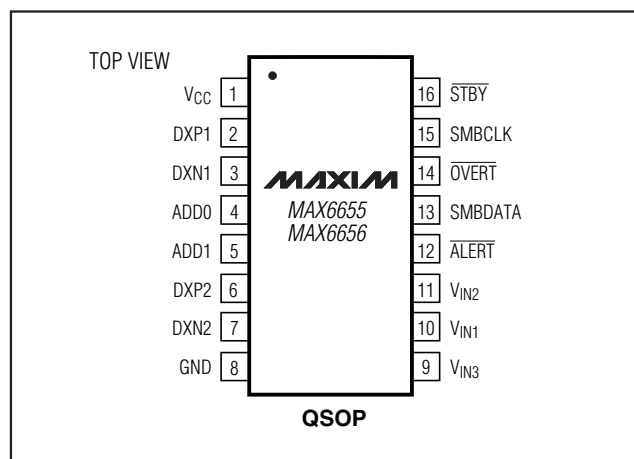 TOP VIEW
VCC 1
DXP1 2
DXN1 3
ADD0 4
ADD1 5
DXP2 6
DXN2 7
GND 8
MAXIM
MAX6655
MAX6656
16 STBY
15 SMBCLK
14 OVERT
13 SMBDATA
12 ALERT
11 VIN2
10 VIN1
9 VIN3
QSOP